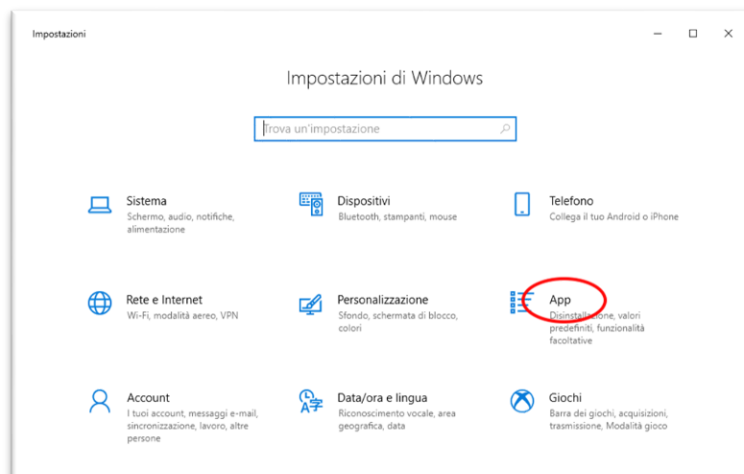 Impostazioni
Impostazioni di Windows
Trova un'impostazione
Sistema
Schermo, audio, notifiche,
alimentazione
Dispositivi
Bluetooth, stampanti, mouse
Telefono
Collega il tuo Android o iPhone
Rete e Internet
Wi-Fi, modalità aereo, VPN
Personalizzazione
Sfondo, schermata di blocco,
colori
App
Disinstallazione, valori
predefiniti, funzionalità
facoltative
Account
I tuoi account, messaggi e-mail,
sincronizzazione, lavoro, altre
persone
Data/ora e lingua
Riconoscimento vocale, area
geografica, data
Giochi
Barra dei giochi, acquisizioni,
trasmissione, Modalità gioco